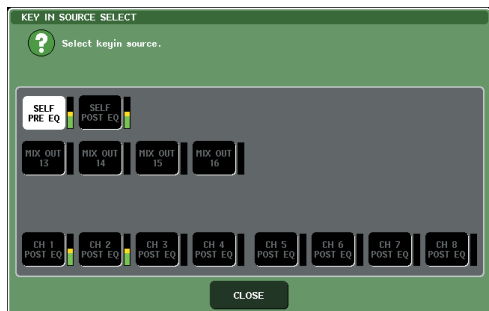 KEY IN SOURCE SELECT
Select keyin source.
SELF
PRE EQ
SELF
POST EQ
MIX OUT
13
MIX OUT
14
MIX OUT
15
MIX OUT
16
CH 1
POST EQ
CH 2
POST EQ
CH 3
POST EQ
CH 4
POST EQ
CH 5
POST EQ
CH 6
POST EQ
CH 7
POST EQ
CH 8
POST EQ
CLOSE